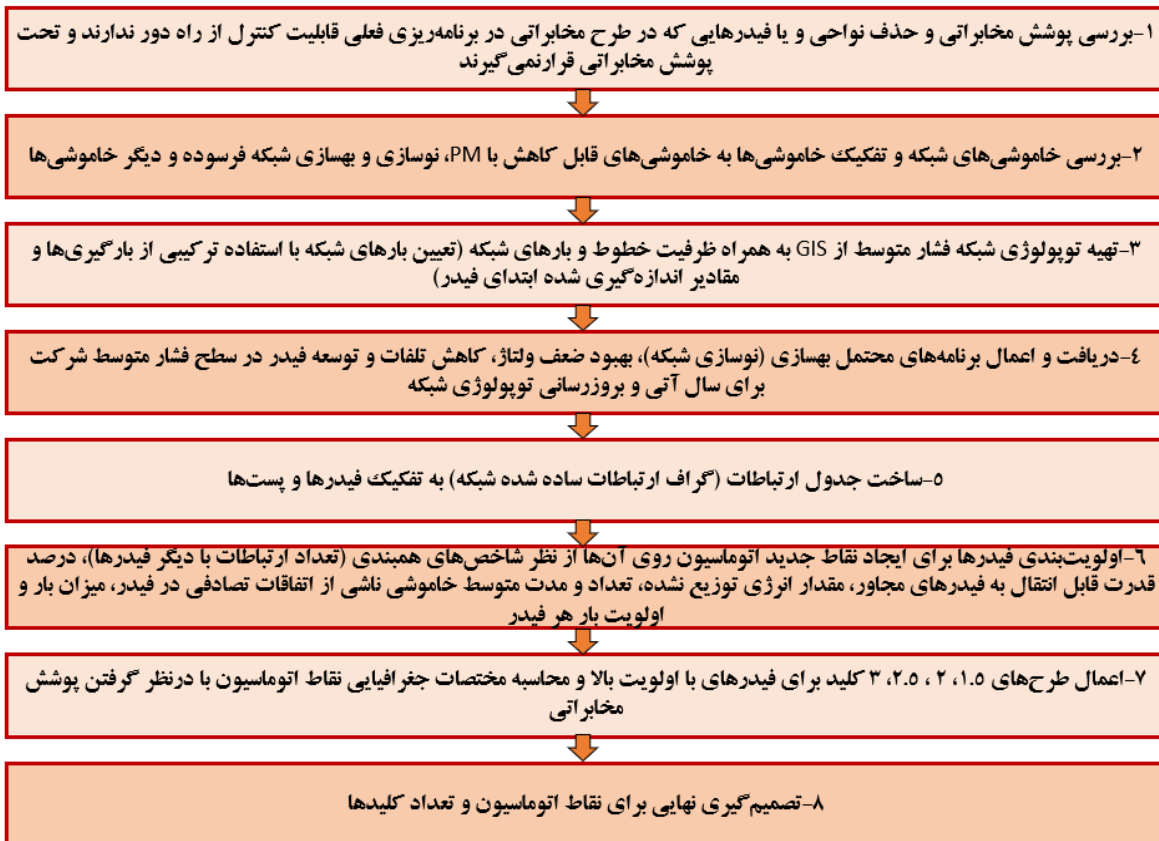 ۱-بررسی پوشش مخابراتی و حذف نواحی و یا فیدرهایی که در طرح مخابراتی در برنامه‌ریزی فعلی قابلیت کنترل از راه دور ندارند و تحت
پوشش مخابراتی قرارنمی‌گیرند
۲-بررسی خاموشی‌های شبکه و تفکیک خاموشی‌ها به خاموشی‌های قابل کاهش با PM، نوسازی و بهسازی شبکه فرسوده و دیگر خاموشی‌ها
۳-تهیه توپولوژی شبکه فشار متوسط از GIS به همراه ظرفیت خطوط و بارهای شبکه (تعیین بارهای شبکه با استفاده ترکیبی از بارگیری‌ها و
مقادیر اندازه‌گیری شده ابتدای فیدر)
۴-دریافت و اعمال برنامه‌های محتمل بهسازی (نوسازی شبکه)، بهبود ضعف ولتاژ، کاهش تلفات و توسعه فیدر در سطح فشار متوسط شرکت
برای سال آتی و بروزرسانی توپولوژی شبکه
۵-ساخت جدول ارتباطات (گراف ارتباطات ساده شده شبکه) به تفکیک فیدرها و پست‌ها
۶-اولویت‌بندی فیدرها برای ایجاد نقاط جدید اتوماسیون روی آن‌ها از نظر شاخص‌های همبندی (تعداد ارتباطات با دیگر فیدرها)، درصد
قدرت قابل انتقال به فیدرهای مجاور، مقدار انرژی توزیع نشده، تعداد و مدت متوسط خاموشی ناشی از اتفاقات تصادفی در فیدر، میزان بار و
اولویت بار هر فیدر
۷-اعمال طرح‌های ۱.۵، ۲ ، ۲.۵، ۳ کلید برای فیدرهای با اولویت بالا و محاسبه مختصات جغرافیایی نقاط اتوماسیون با درنظر گرفتن پوشش
مخابراتی
۸-تصمیم‌گیری نهایی برای نقاط اتوماسیون و تعداد کلیدها